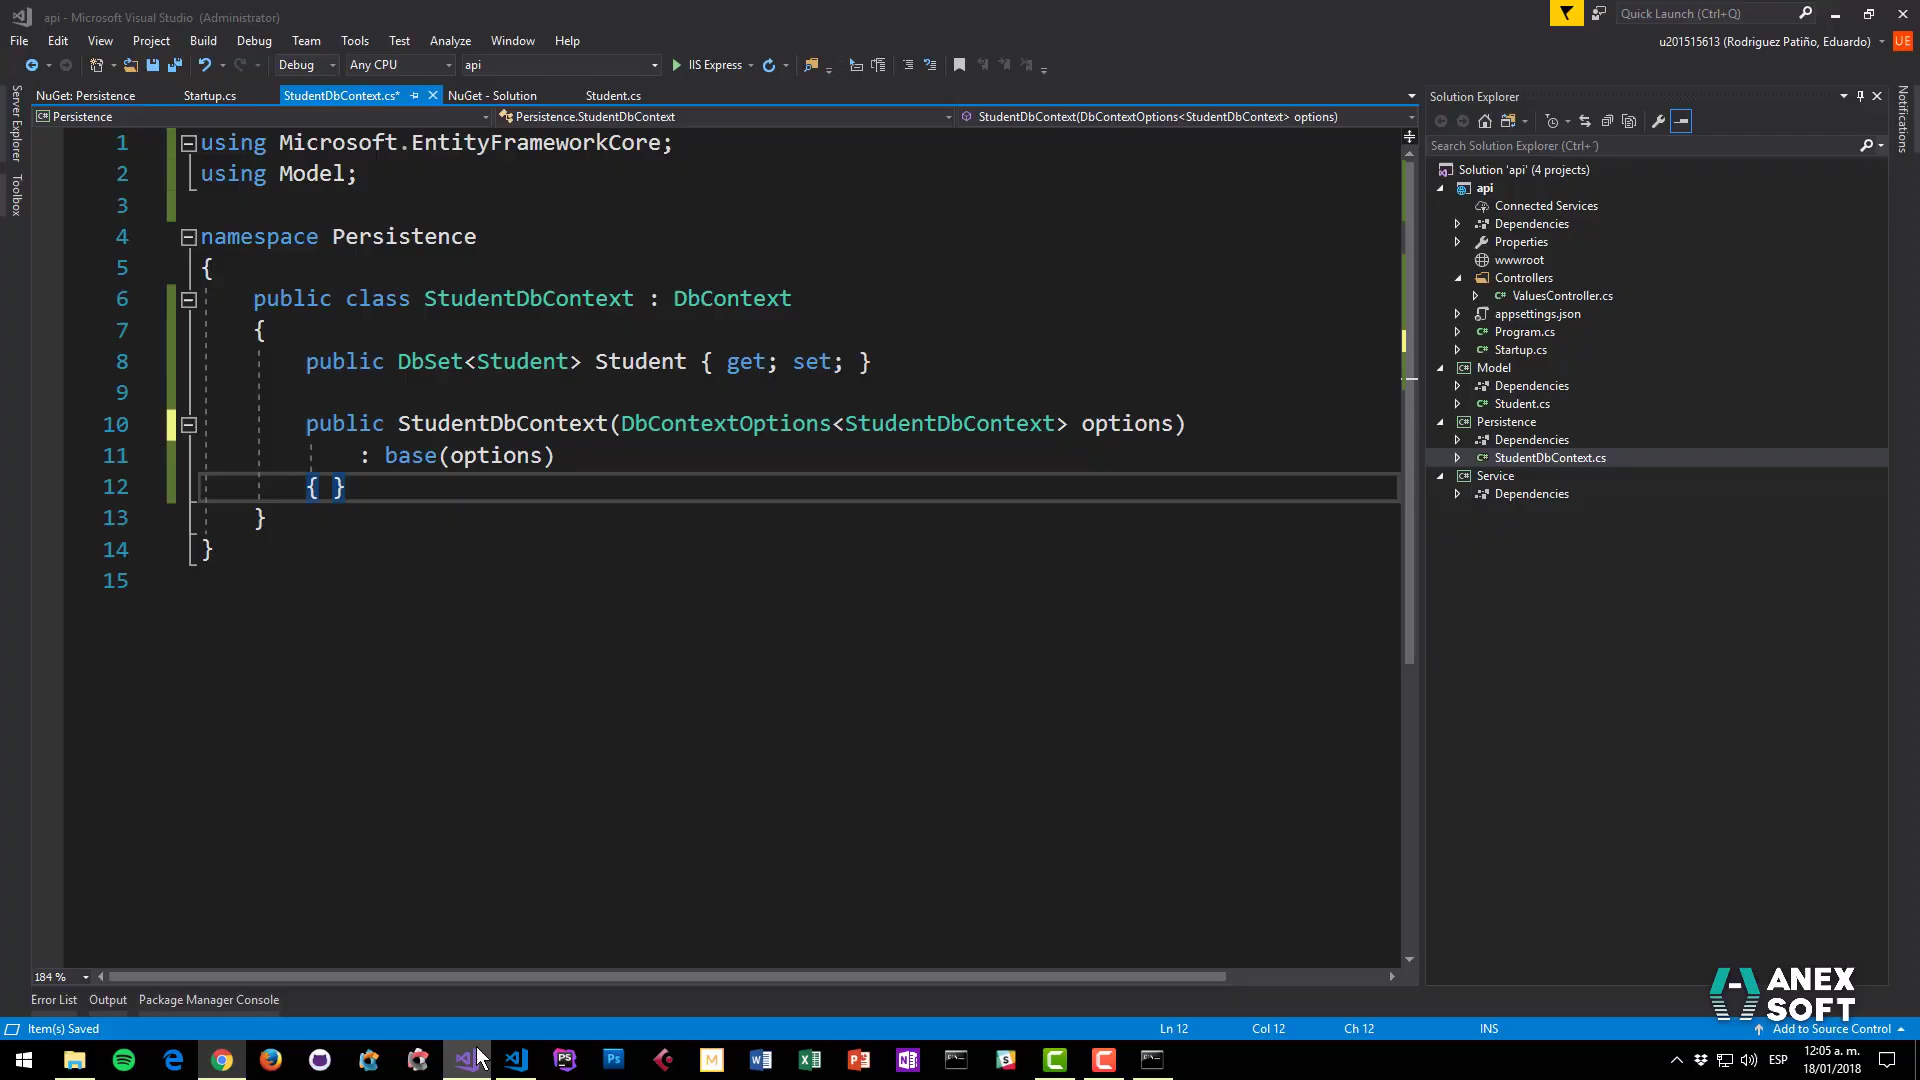 api - Microsoft Visual Studio (Administrator)
Quick Launch (Ctrl+Q)
File Edit View Project Build Debug Team Tools Test Analyze Window Help
u201515613 (Rodriguez Patiño, Eduardo)
UE
Debug Any CPU api IIS Express
Server Explorer
Toolbox
Notifications
NuGet: Persistence Startup.cs StudentDbContext.cs* NuGet - Solution Student.cs
Persistence Persistence.StudentDbContext StudentDbContext(DbContextOptions<StudentDbContext> options)
1 using Microsoft.EntityFrameworkCore;
2 using Model;
3
4 namespace Persistence
5 {
6 public class StudentDbContext : DbContext
7 {
8 public DbSet<Student> Student { get; set; }
9
10 public StudentDbContext(DbContextOptions<StudentDbContext> options)
11 : base(options)
12 { }
13 }
14 }
15
184 %
Solution Explorer
Search Solution Explorer (Ctrl+´)
Solution 'api' (4 projects)
api
Connected Services
Dependencies
Properties
wwwroot
Controllers
C# ValuesController.cs
appsettings.json
C# Program.cs
C# Startup.cs
C# Model
Dependencies
C# Student.cs
C# Persistence
Dependencies
C# StudentDbContext.cs
C# Service
Dependencies
ANEX
SOFT
Error List Output Package Manager Console
Item(s) Saved
Ln 12 Col 12 Ch 12 INS
Add to Source Control
PS Ps M
ESP
12:05 a. m.
18/01/2018